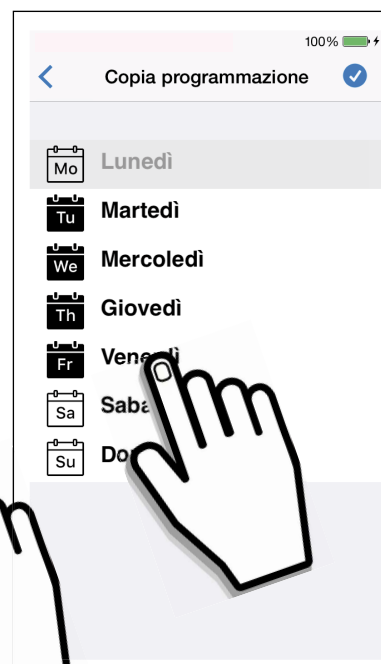 100%
Copia programmazione
Mo Lunedì
Tu Martedì
We Mercoledì
Th Giovedì
Fr
Sa
Su